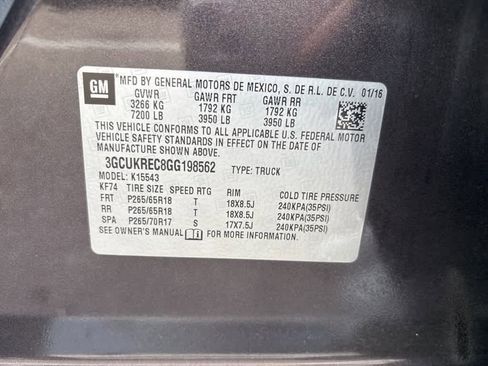 GM
MFD BY GENERAL MOTORS DE MEXICO, S. DE R.L. DE C.V. 01/16
GVWR GAWR FRT GAWR RR
3266 KG 1792 KG 1792 KG
7200 LB 3950 LB 3950 LB
THIS VEHICLE CONFORMS TO ALL APPLICABLE U.S. FEDERAL MOTOR
VEHICLE SAFETY STANDARDS IN EFFECT ON THE DATE OF
MANUFACTURE SHOWN ABOVE.
3GCUKREC8GG198562 TYPE: TRUCK
MODEL: K15543
KF74 TIRE SIZE SPEED RTG RIM COLD TIRE PRESSURE
FRT P265/65R18 T 18X8.5J 240KPA(35PSI)
RR P265/65R18 T 18X8.5J 240KPA(35PSI)
SPA P265/70R17 S 17X7.5J 240KPA(35PSI)
SEE OWNER'S MANUAL FOR MORE INFORMATION.